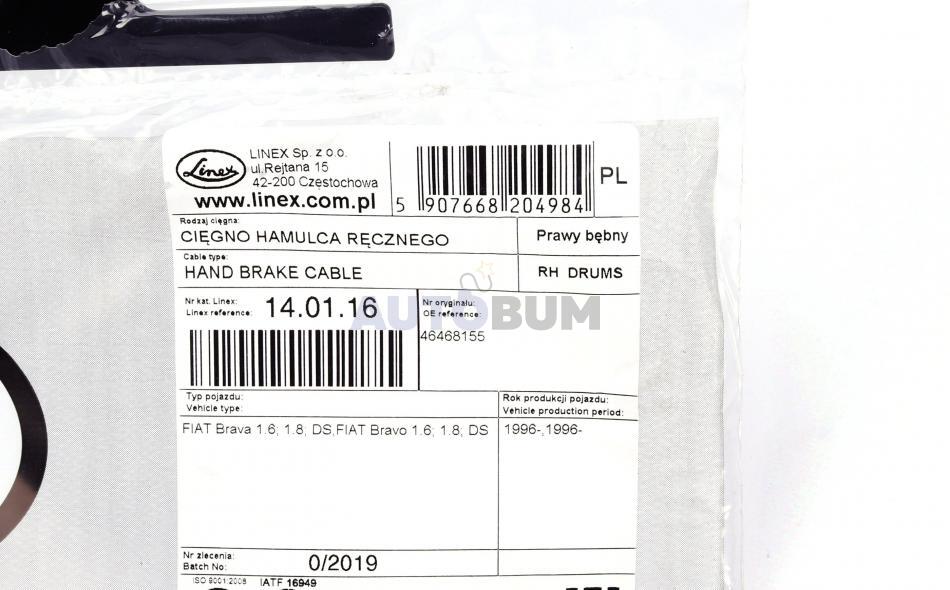 Linex
LINEX Sp. z o.o.
ul.Rejtana 15
42-200 Częstochowa
www.linex.com.pl
5 907668 204984
PL
Rodzaj cięgna:
CIĘGNO HAMULCA RĘCZNEGO
Prawy bębny
Cable type:
HAND BRAKE CABLE
RH DRUMS
Nr kat. Linex:
Linex reference:
14.01.16
Nr oryginału:
OE reference:
46468155
AUTOBUM
Typ pojazdu:
Vehicle type:
Rok produkcji pojazdu:
Vehicle production period:
FIAT Brava 1.6; 1.8; DS,FIAT Bravo 1.6; 1.8; DS
1996-,1996-
Nr zlecenia:
Batch No:
0/2019
ISO 9001:2008 IATF 16949